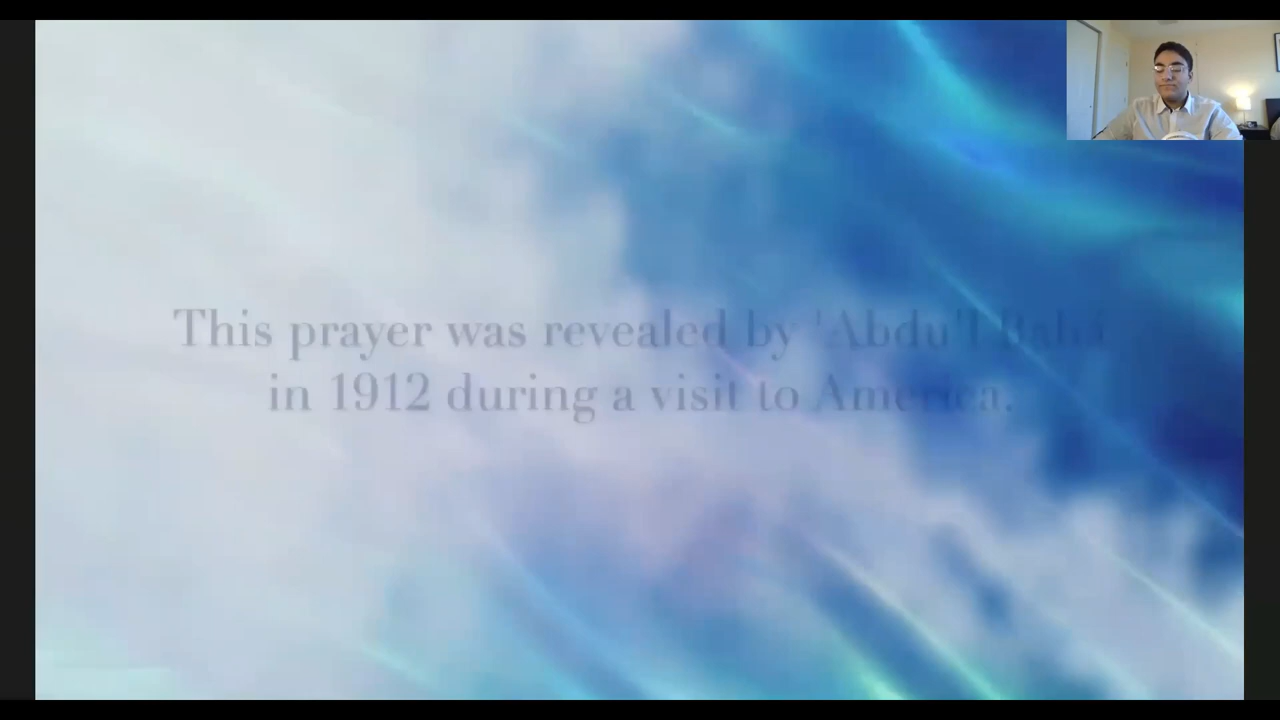 This prayer was revealed by 'Abdu'l Bahá
in 1912 during a visit to America.